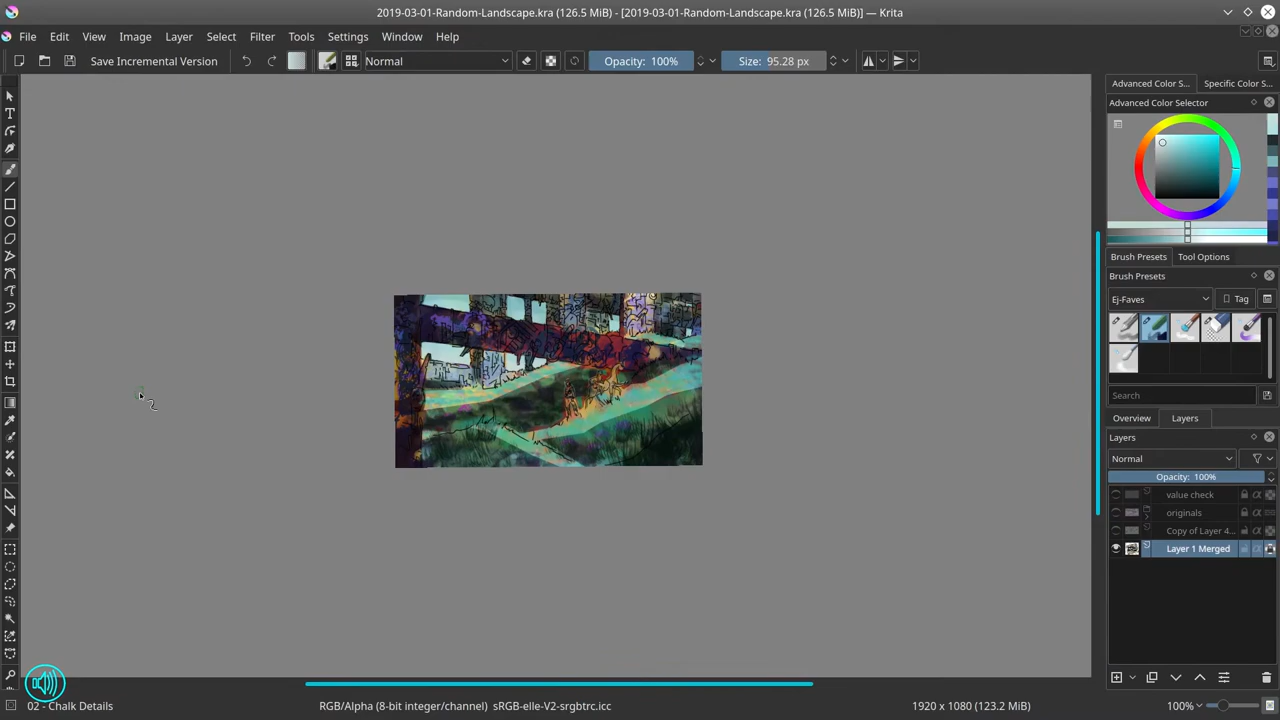 2019-03-01-Random-Landscape.kra (126.5 MiB) - [2019-03-01-Random-Landscape.kra (126.5 MiB)] — Krita
File Edit View Image Layer Select Filter Tools Settings Window Help
Save Incremental Version Normal Opacity: 100% Size: 95.28 px
Advanced Color S... Specific Color S...
Advanced Color Selector
Brush Presets Tool Options
Brush Presets
Ej-Faves Tag
Search
Overview Layers
Layers
Normal
Opacity: 100%
value check
originals
Copy of Layer 4...
Layer 1 Merged
02 - Chalk Details RGB/Alpha (8-bit integer/channel) sRGB-elle-V2-srgbtrc.icc 1920 x 1080 (123.2 MiB) 100%